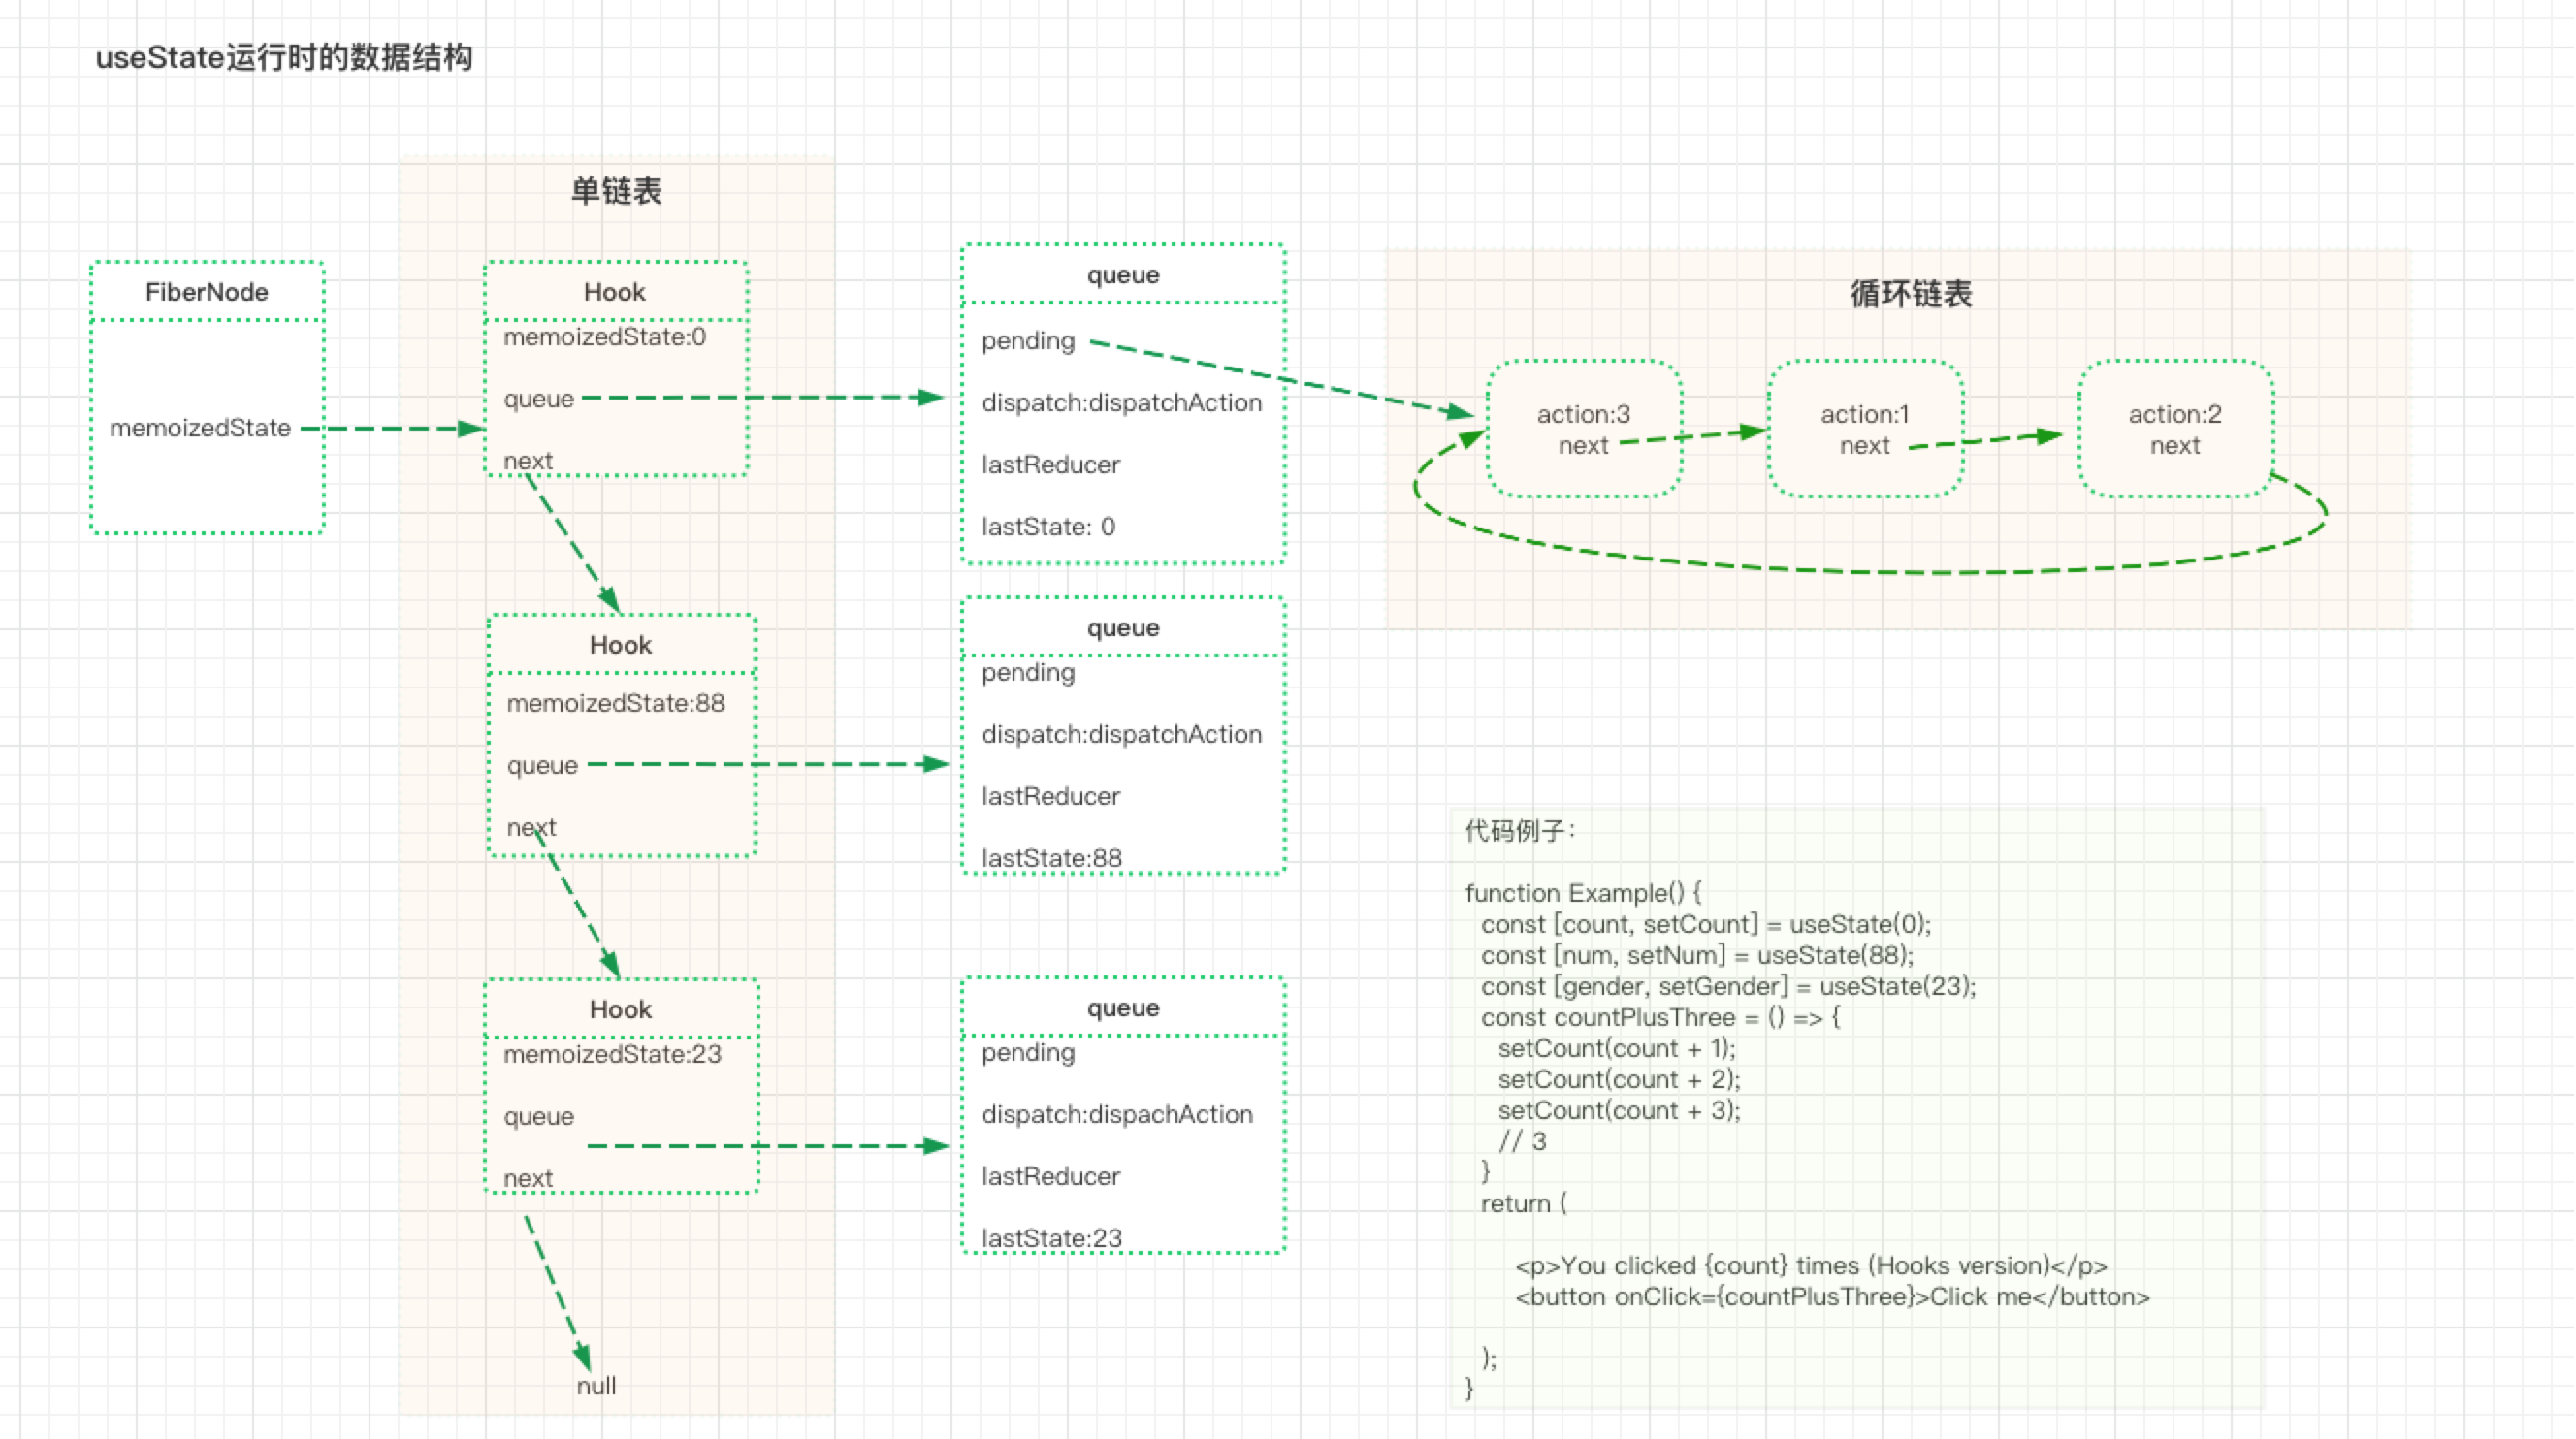 useState运行时的数据结构
单链表
FiberNode
memoizedState
Hook
memoizedState:0
queue
next
Hook
memoizedState:88
queue
next
Hook
memoizedState:23
queue
next
null
queue
pending
dispatch:dispatchAction
lastReducer
lastState: 0
queue
pending
dispatch:dispatchAction
lastReducer
lastState:88
queue
pending
dispatch:dispachAction
lastReducer
lastState:23
循环链表
action:3
next
action:1
next
action:2
next
代码例子：
function Example() {
const [count, setCount] = useState(0);
const [num, setNum] = useState(88);
const [gender, setGender] = useState(23);
const countPlusThree = () => {
setCount(count + 1);
setCount(count + 2);
setCount(count + 3);
// 3
}
return (
<p>You clicked {count} times (Hooks version)</p>
<button onClick={countPlusThree}>Click me</button>
);
}